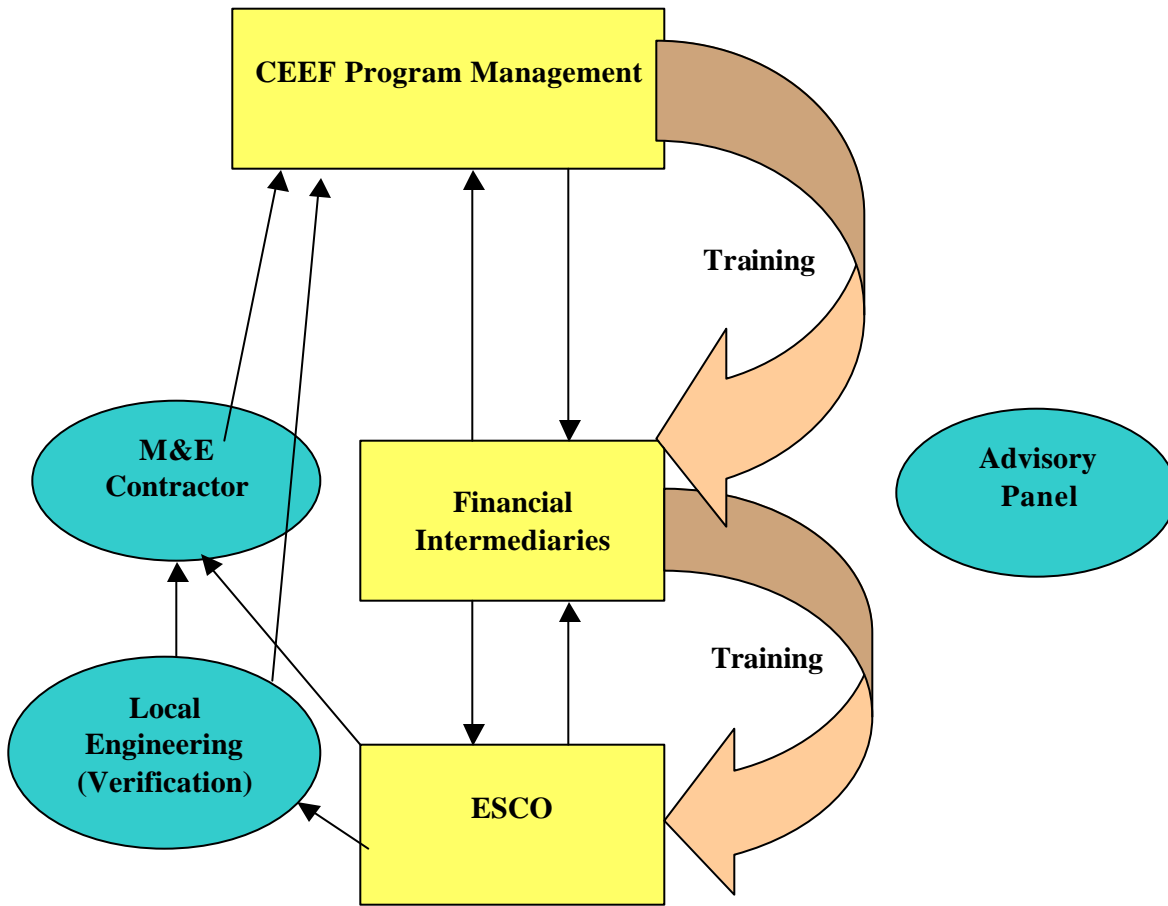 CEEF Program Management
Training
M&E
Contractor
Financial
Intermediaries
Advisory
Panel
Training
Local
Engineering
(Verification)
ESCO